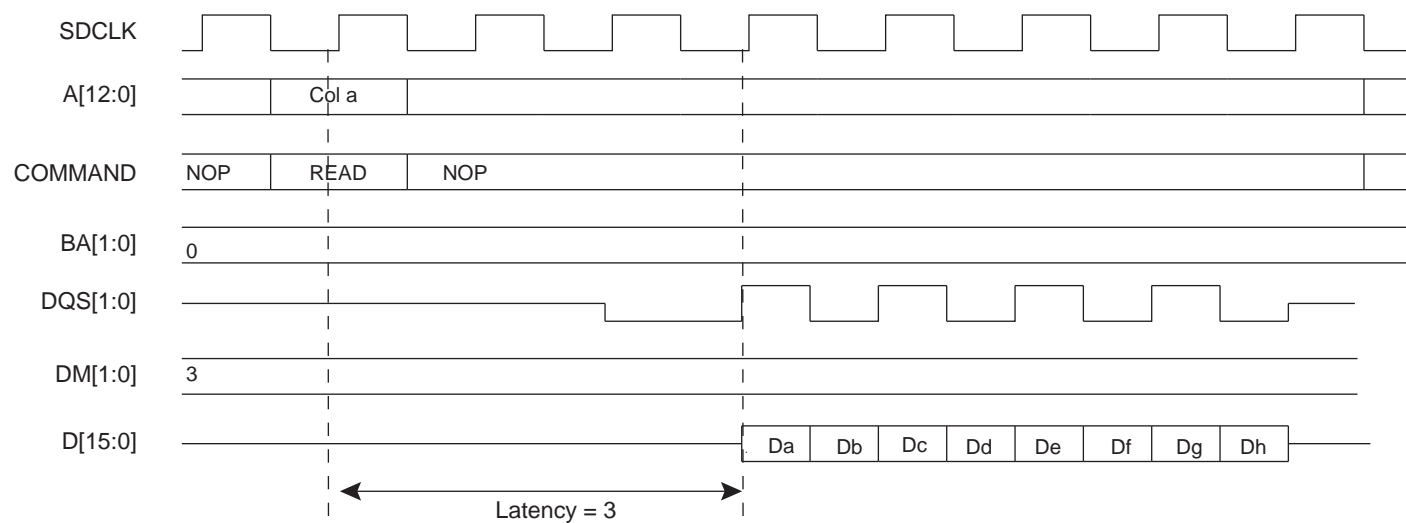 SDCLK
A[12:0] Col a
COMMAND NOP READ NOP
BA[1:0] 0
DQS[1:0]
DM[1:0] 3
D[15:0] Da Db Dc Dd De Df Dg Dh
Latency = 3